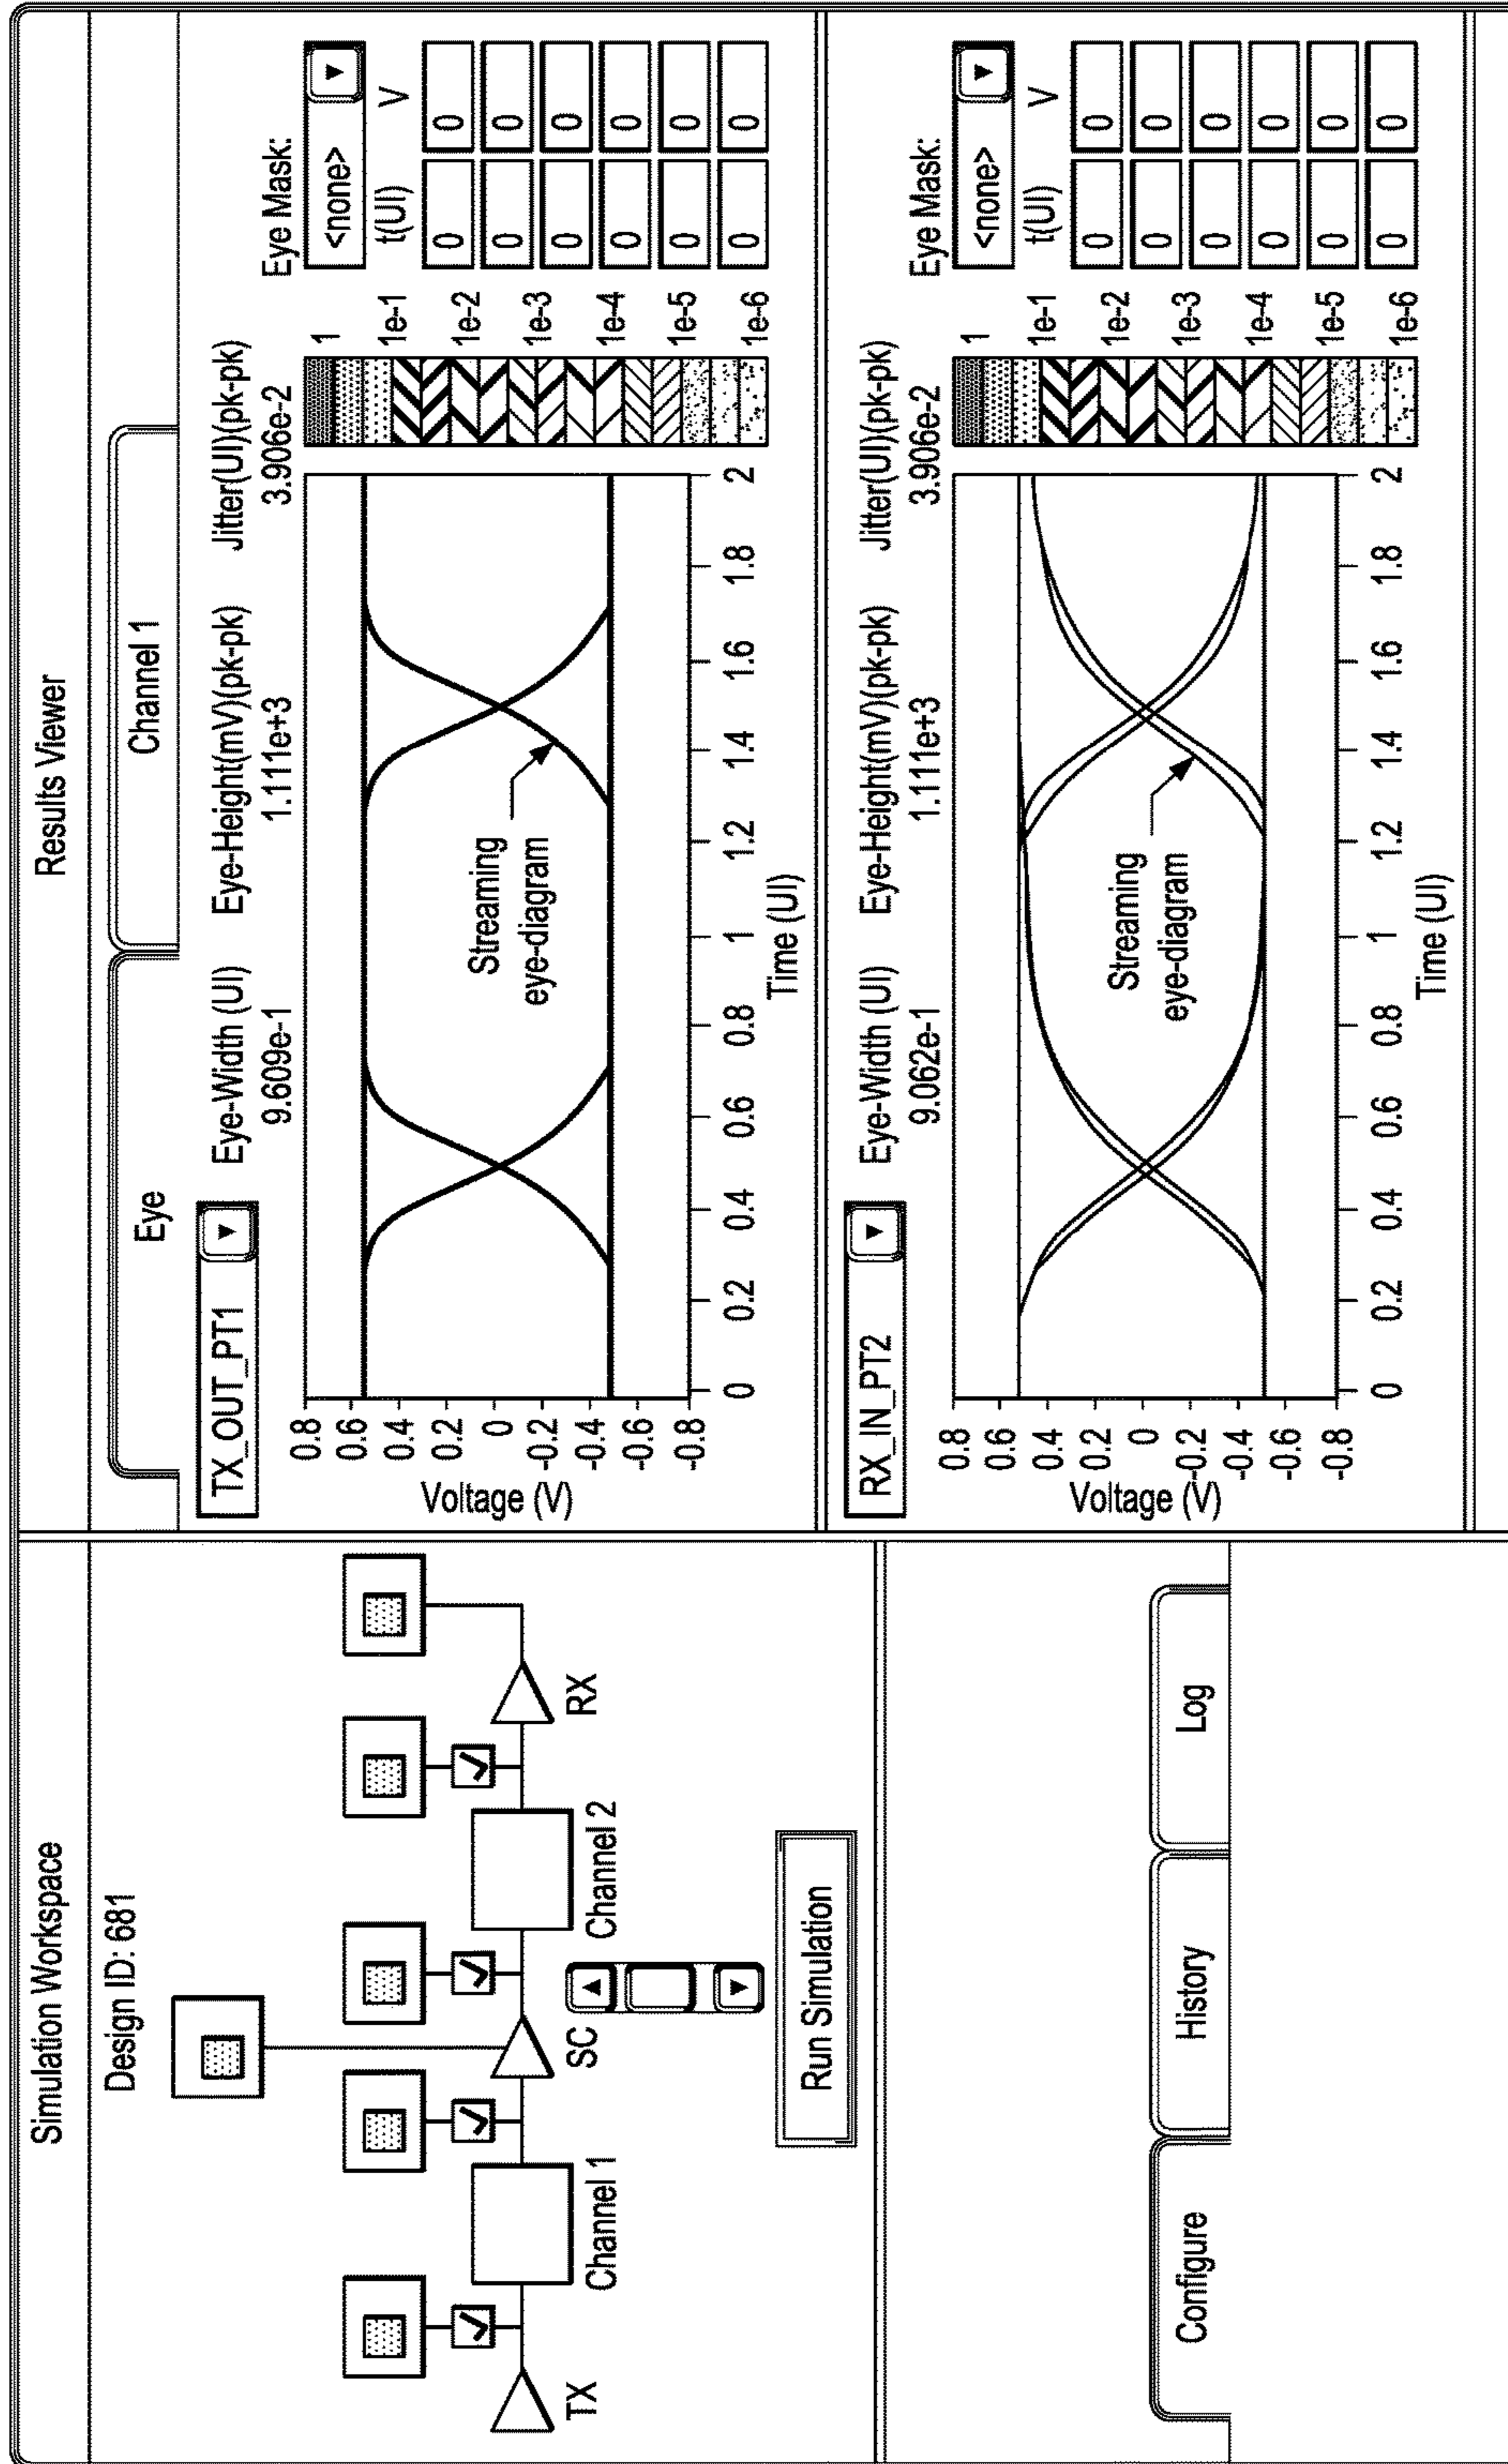 Simulation Workspace
Design ID: 681
TX
Channel 1
SC
Channel 2
RX
Run Simulation
Configure
History
Log
Results Viewer
Eye
Channel 1
TX_OUT_PT1
Eye-Width (UI)
9.609e-1
Eye-Height(mV)(pk-pk)
1.111e+3
Jitter(UI)(pk-pk)
3.906e-2
Voltage (V)
0.8
0.6
0.4
0.2
0
-0.2
-0.4
-0.6
-0.8
Streaming
eye-diagram
0 0.2 0.4 0.6 0.8 1 1.2 1.4 1.6 1.8 2
Time (UI)
1
1e-1
1e-2
1e-3
1e-4
1e-5
1e-6
Eye Mask:
<none>
t(UI) V
0 0
0 0
0 0
0 0
0 0
0 0
RX_IN_PT2
Eye-Width (UI)
9.062e-1
Eye-Height(mV)(pk-pk)
1.111e+3
Jitter(UI)(pk-pk)
3.906e-2
Voltage (V)
0.8
0.6
0.4
0.2
0
-0.2
-0.4
-0.6
-0.8
Streaming
eye-diagram
0 0.2 0.4 0.6 0.8 1 1.2 1.4 1.6 1.8 2
Time (UI)
1
1e-1
1e-2
1e-3
1e-4
1e-5
1e-6
Eye Mask:
<none>
t(UI) V
0 0
0 0
0 0
0 0
0 0
0 0